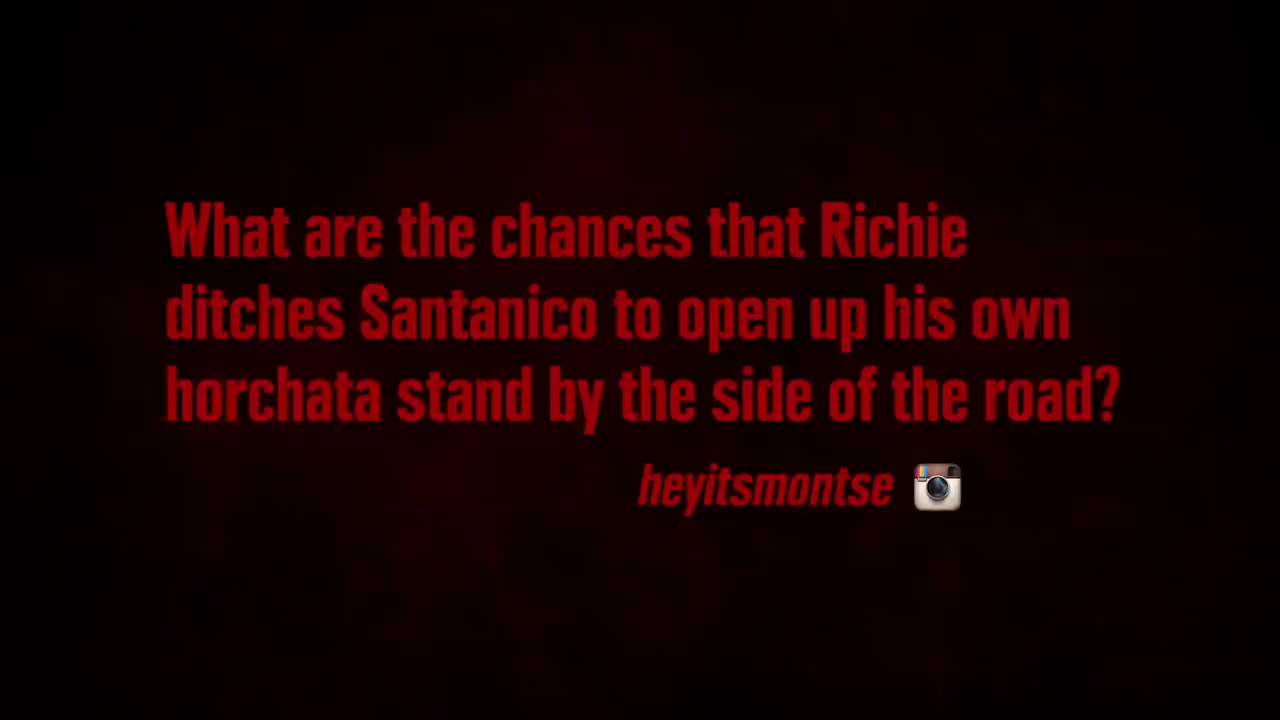 What are the chances that Richie
ditches Santanico to open up his own
horchata stand by the side of the road?
heyitsmontse